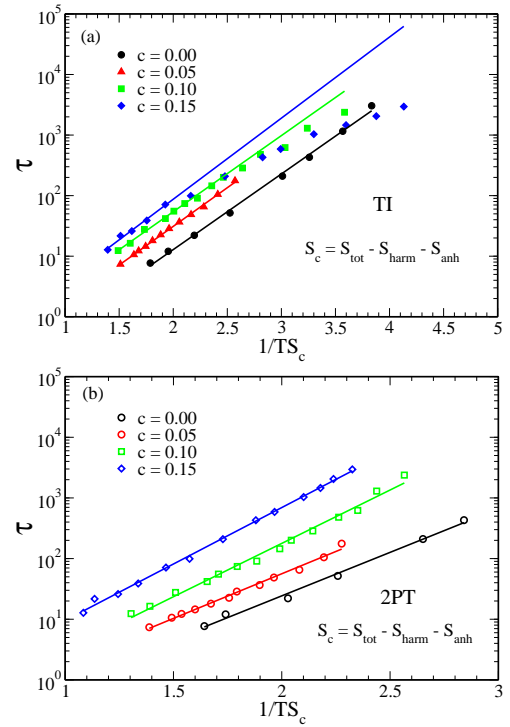 (a)
c = 0.00
c = 0.05
c = 0.10
c = 0.15
TI
S_c = S_tot - S_harm - S_anh
τ
10^0
10^1
10^2
10^3
10^4
10^5
1 1.5 2 2.5 3 3.5 4 4.5 5
1/TS_c
(b)
c = 0.00
c = 0.05
c = 0.10
c = 0.15
2PT
S_c = S_tot - S_harm - S_anh
τ
10^0
10^1
10^2
10^3
10^4
10^5
1 1.5 2 2.5 3
1/TS_c